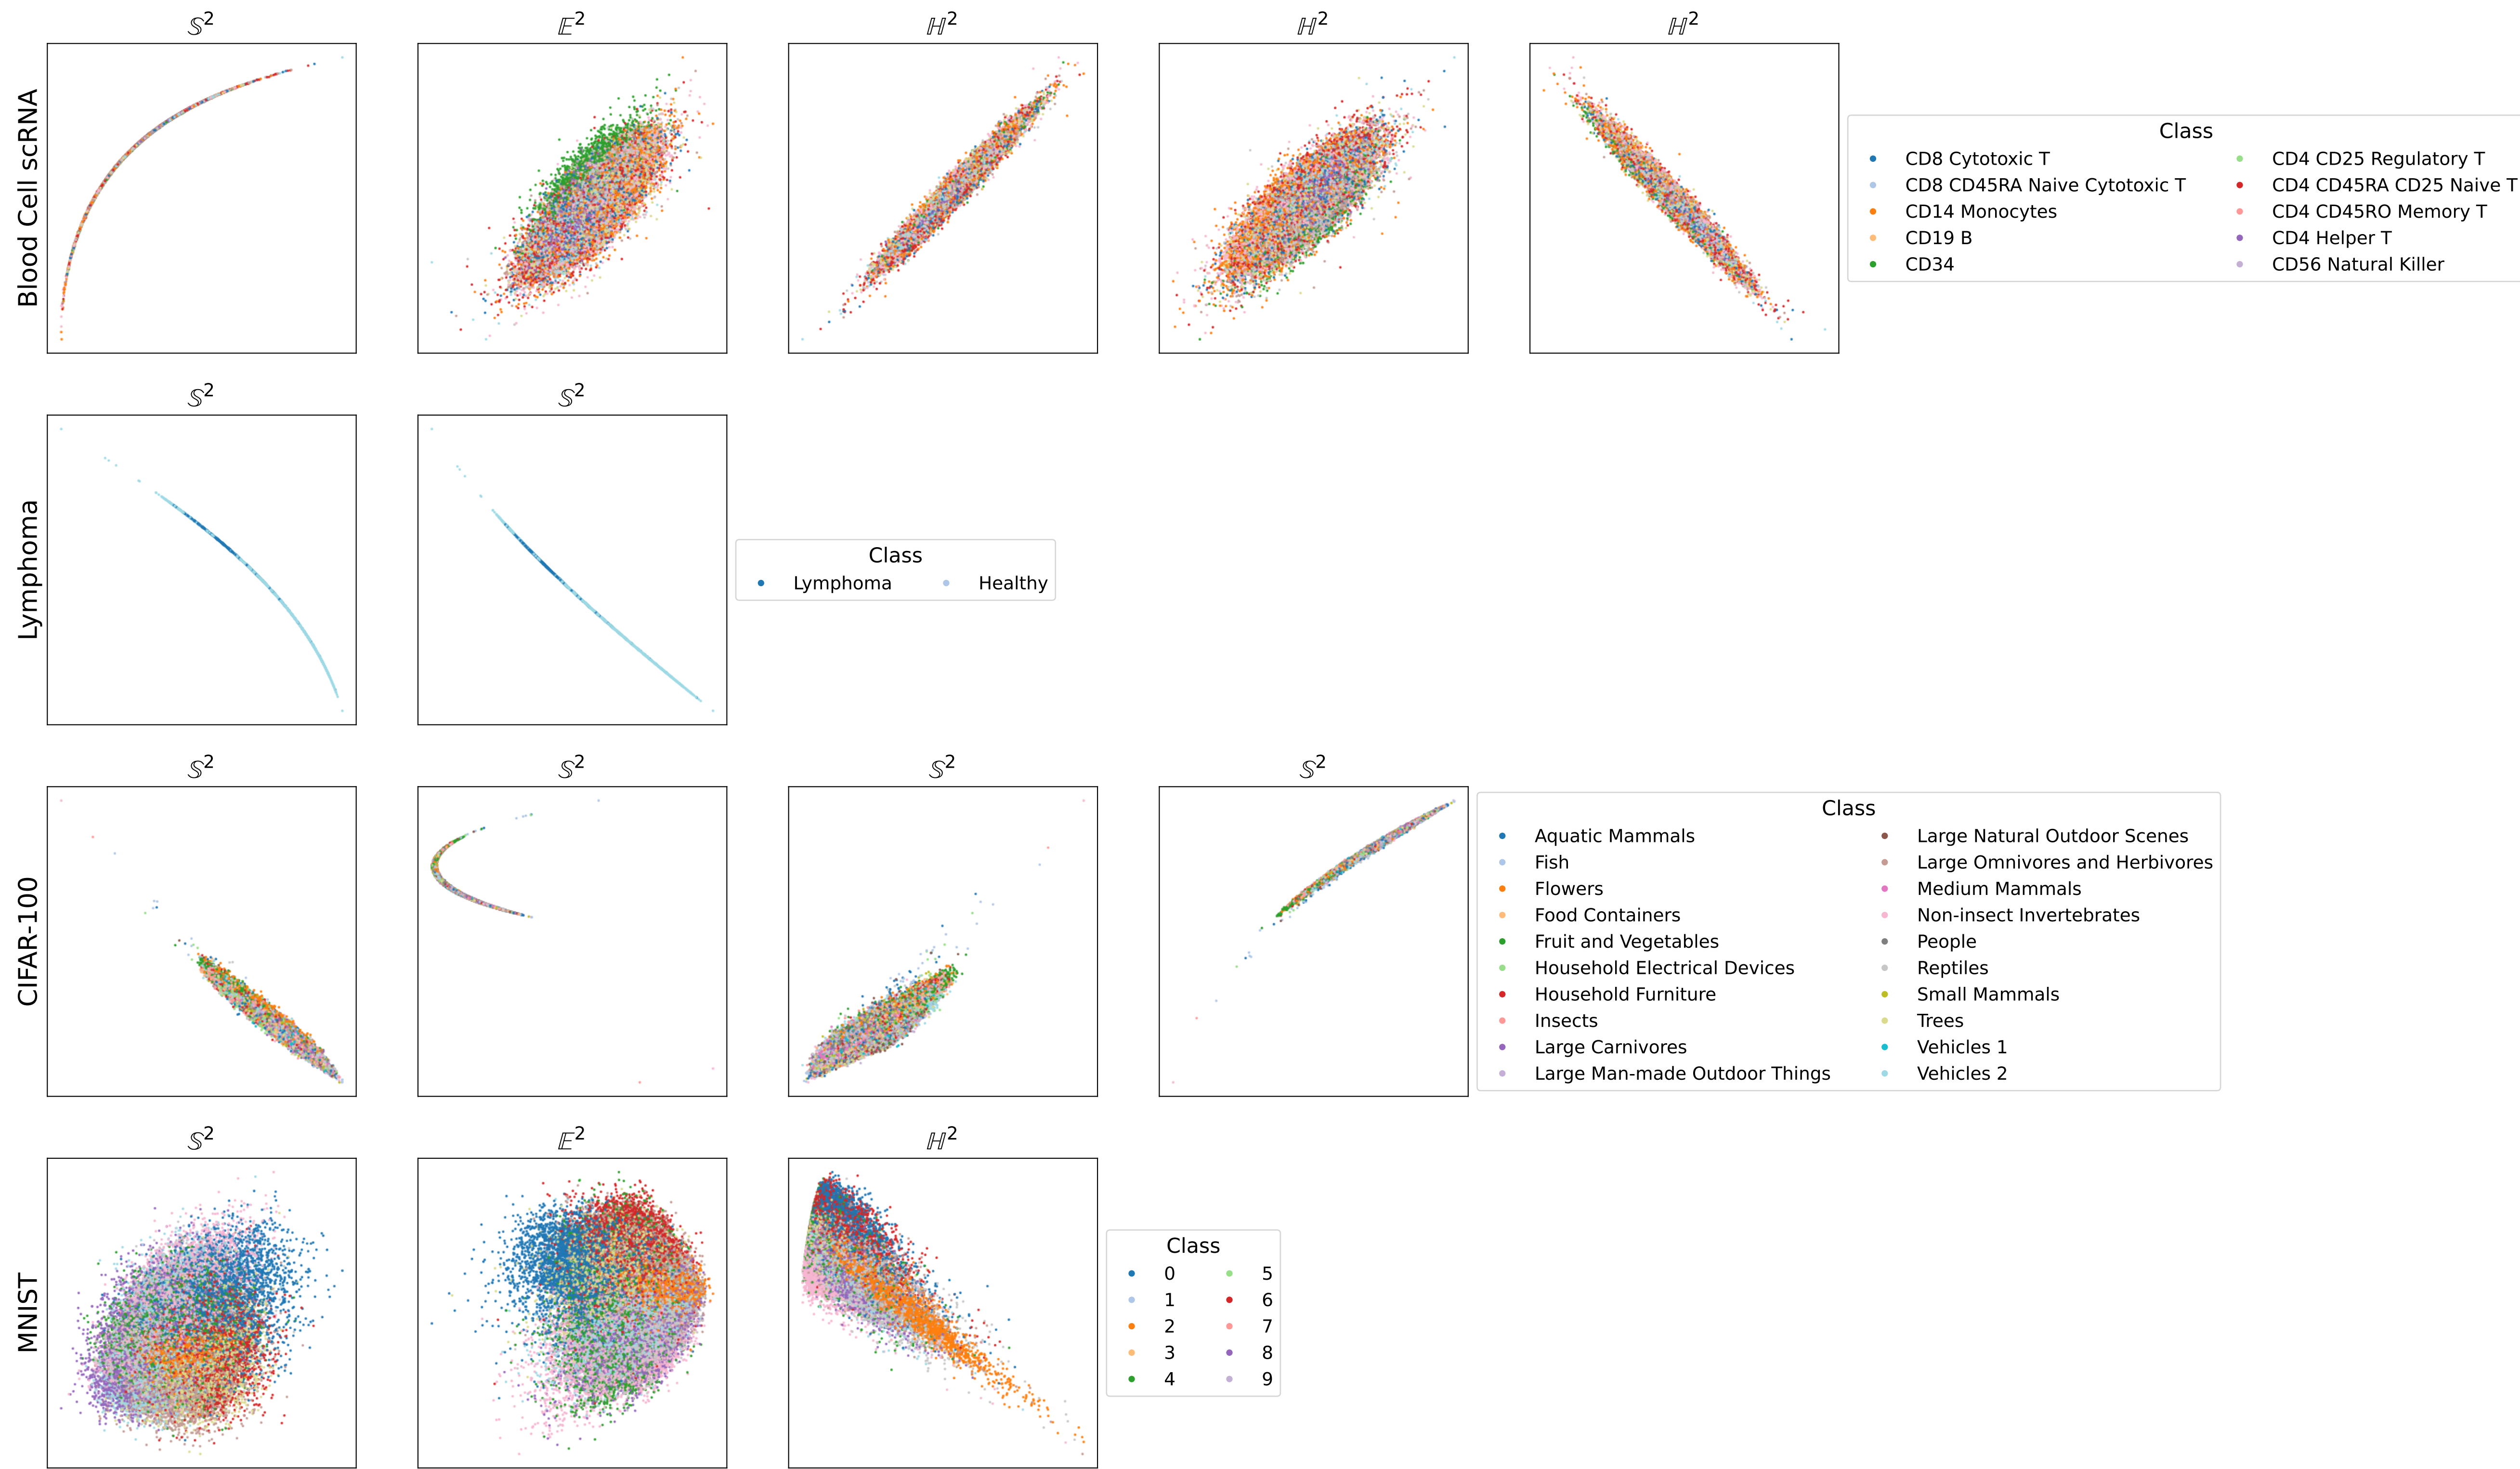 𝕊² 𝔼² ℍ² ℍ² ℍ²
Blood Cell scRNA
Class
CD8 Cytotoxic T CD4 CD25 Regulatory T
CD8 CD45RA Naive Cytotoxic T CD4 CD45RA CD25 Naive T
CD14 Monocytes CD4 CD45RO Memory T
CD19 B CD4 Helper T
CD34 CD56 Natural Killer
𝕊² 𝕊²
Lymphoma
Class
Lymphoma Healthy
𝕊² 𝕊² 𝕊² 𝕊²
CIFAR-100
Class
Aquatic Mammals Large Natural Outdoor Scenes
Fish Large Omnivores and Herbivores
Flowers Medium Mammals
Food Containers Non-insect Invertebrates
Fruit and Vegetables People
Household Electrical Devices Reptiles
Household Furniture Small Mammals
Insects Trees
Large Carnivores Vehicles 1
Large Man-made Outdoor Things Vehicles 2
𝕊² 𝔼² ℍ²
MNIST
Class
0 5
1 6
2 7
3 8
4 9